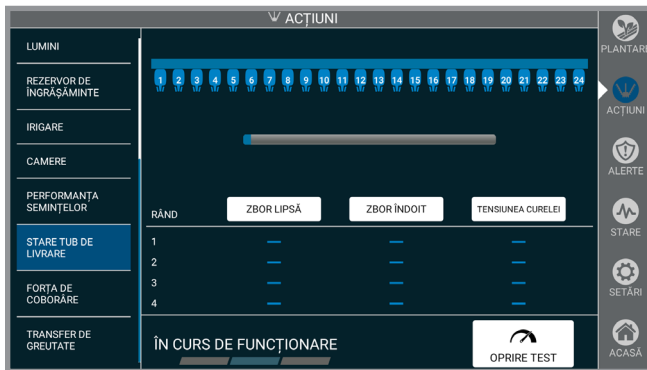 ACȚIUNI
LUMINI
REZERVOR DE
ÎNGRĂȘĂMINTE
IRIGARE
CAMERE
PERFORMANȚA
SEMINȚELOR
STARE TUB DE
LIVRARE
FORȚA DE
COBORÂRE
TRANSFER DE
GREUTATE
1 2 3 4 5 6 7 8 9 10 11 12 13 14 15 16 17 18 19 20 21 22 23 24
RÂND ZBOR LIPSĂ ZBOR ÎNDOIT TENSIUNEA CURELEI
1
2
3
4
ÎN CURS DE FUNCȚIONARE
OPRIRE TEST
PLANTARE
ACȚIUNI
ALERTE
STARE
SETĂRI
ACASĂ